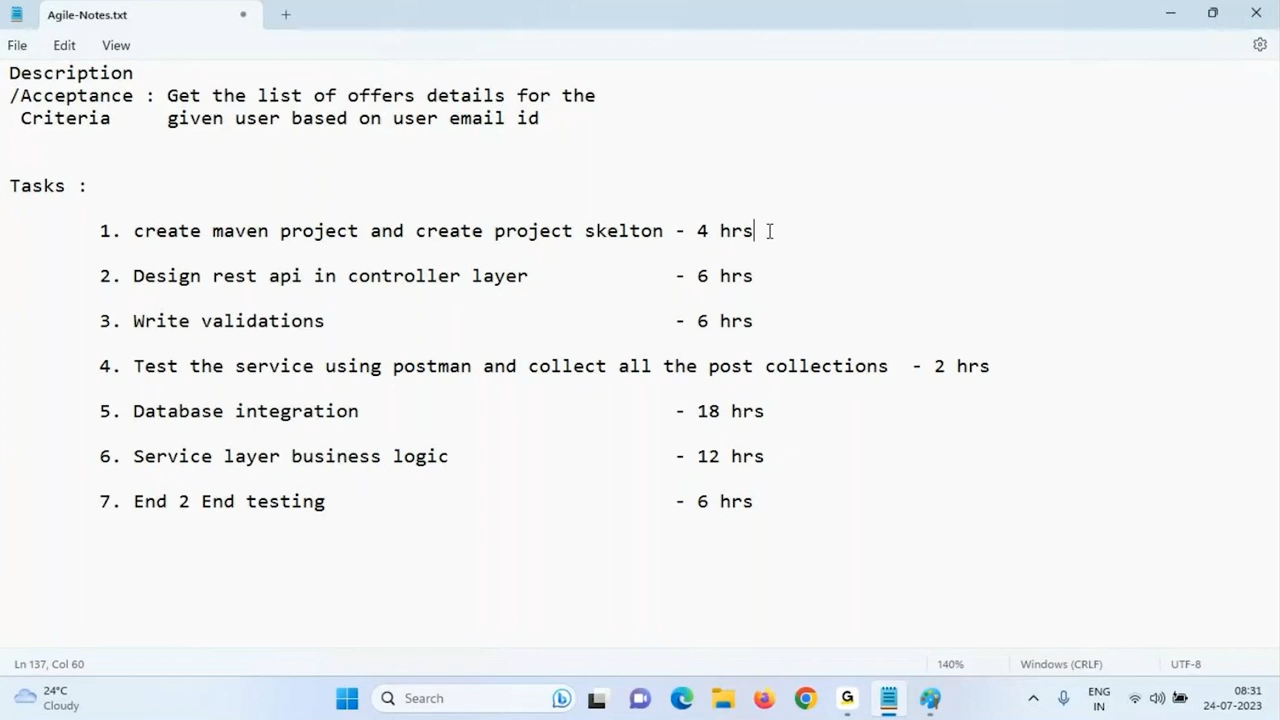 Agile-Notes.txt
File Edit View
Description
/Acceptance : Get the list of offers details for the
Criteria given user based on user email id
Tasks :
1. create maven project and create project skelton - 4 hrs
2. Design rest api in controller layer - 6 hrs
3. Write validations - 6 hrs
4. Test the service using postman and collect all the post collections - 2 hrs
5. Database integration - 18 hrs
6. Service layer business logic - 12 hrs
7. End 2 End testing - 6 hrs
Ln 137, Col 60 140% Windows (CRLF) UTF-8
24°C
Cloudy
Search
G
ENG
IN
08:31
24-07-2023